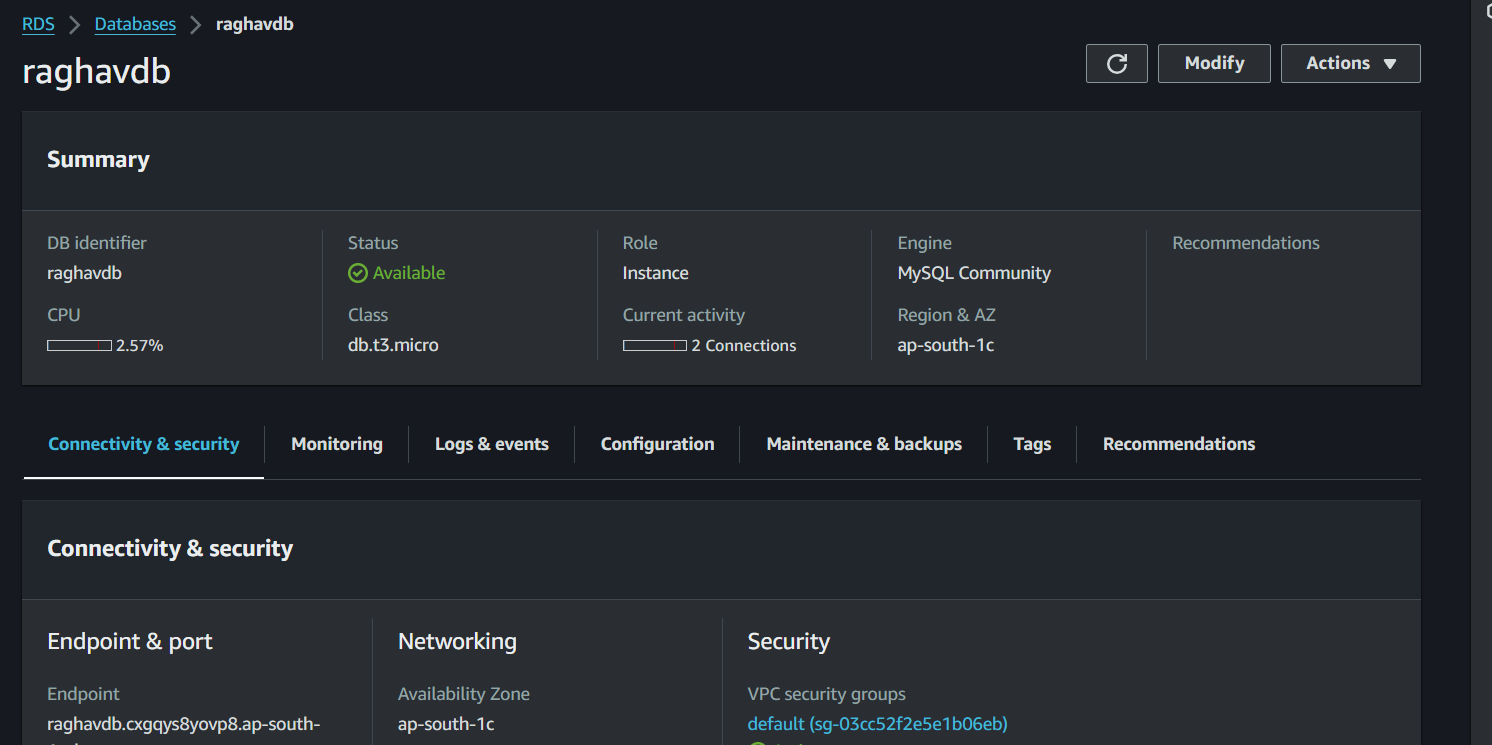 RDS > Databases > raghavdb
raghavdb
Modify
Actions
Summary
DB identifier
raghavdb
Status
Available
Role
Instance
Engine
MySQL Community
Recommendations
CPU
2.57%
Class
db.t3.micro
Current activity
2 Connections
Region & AZ
ap-south-1c
Connectivity & security
Monitoring
Logs & events
Configuration
Maintenance & backups
Tags
Recommendations
Connectivity & security
Endpoint & port
Endpoint
raghavdb.cxgqys8yovp8.ap-south-
Networking
Availability Zone
ap-south-1c
Security
VPC security groups
default (sg-03cc52f2e5e1b06eb)